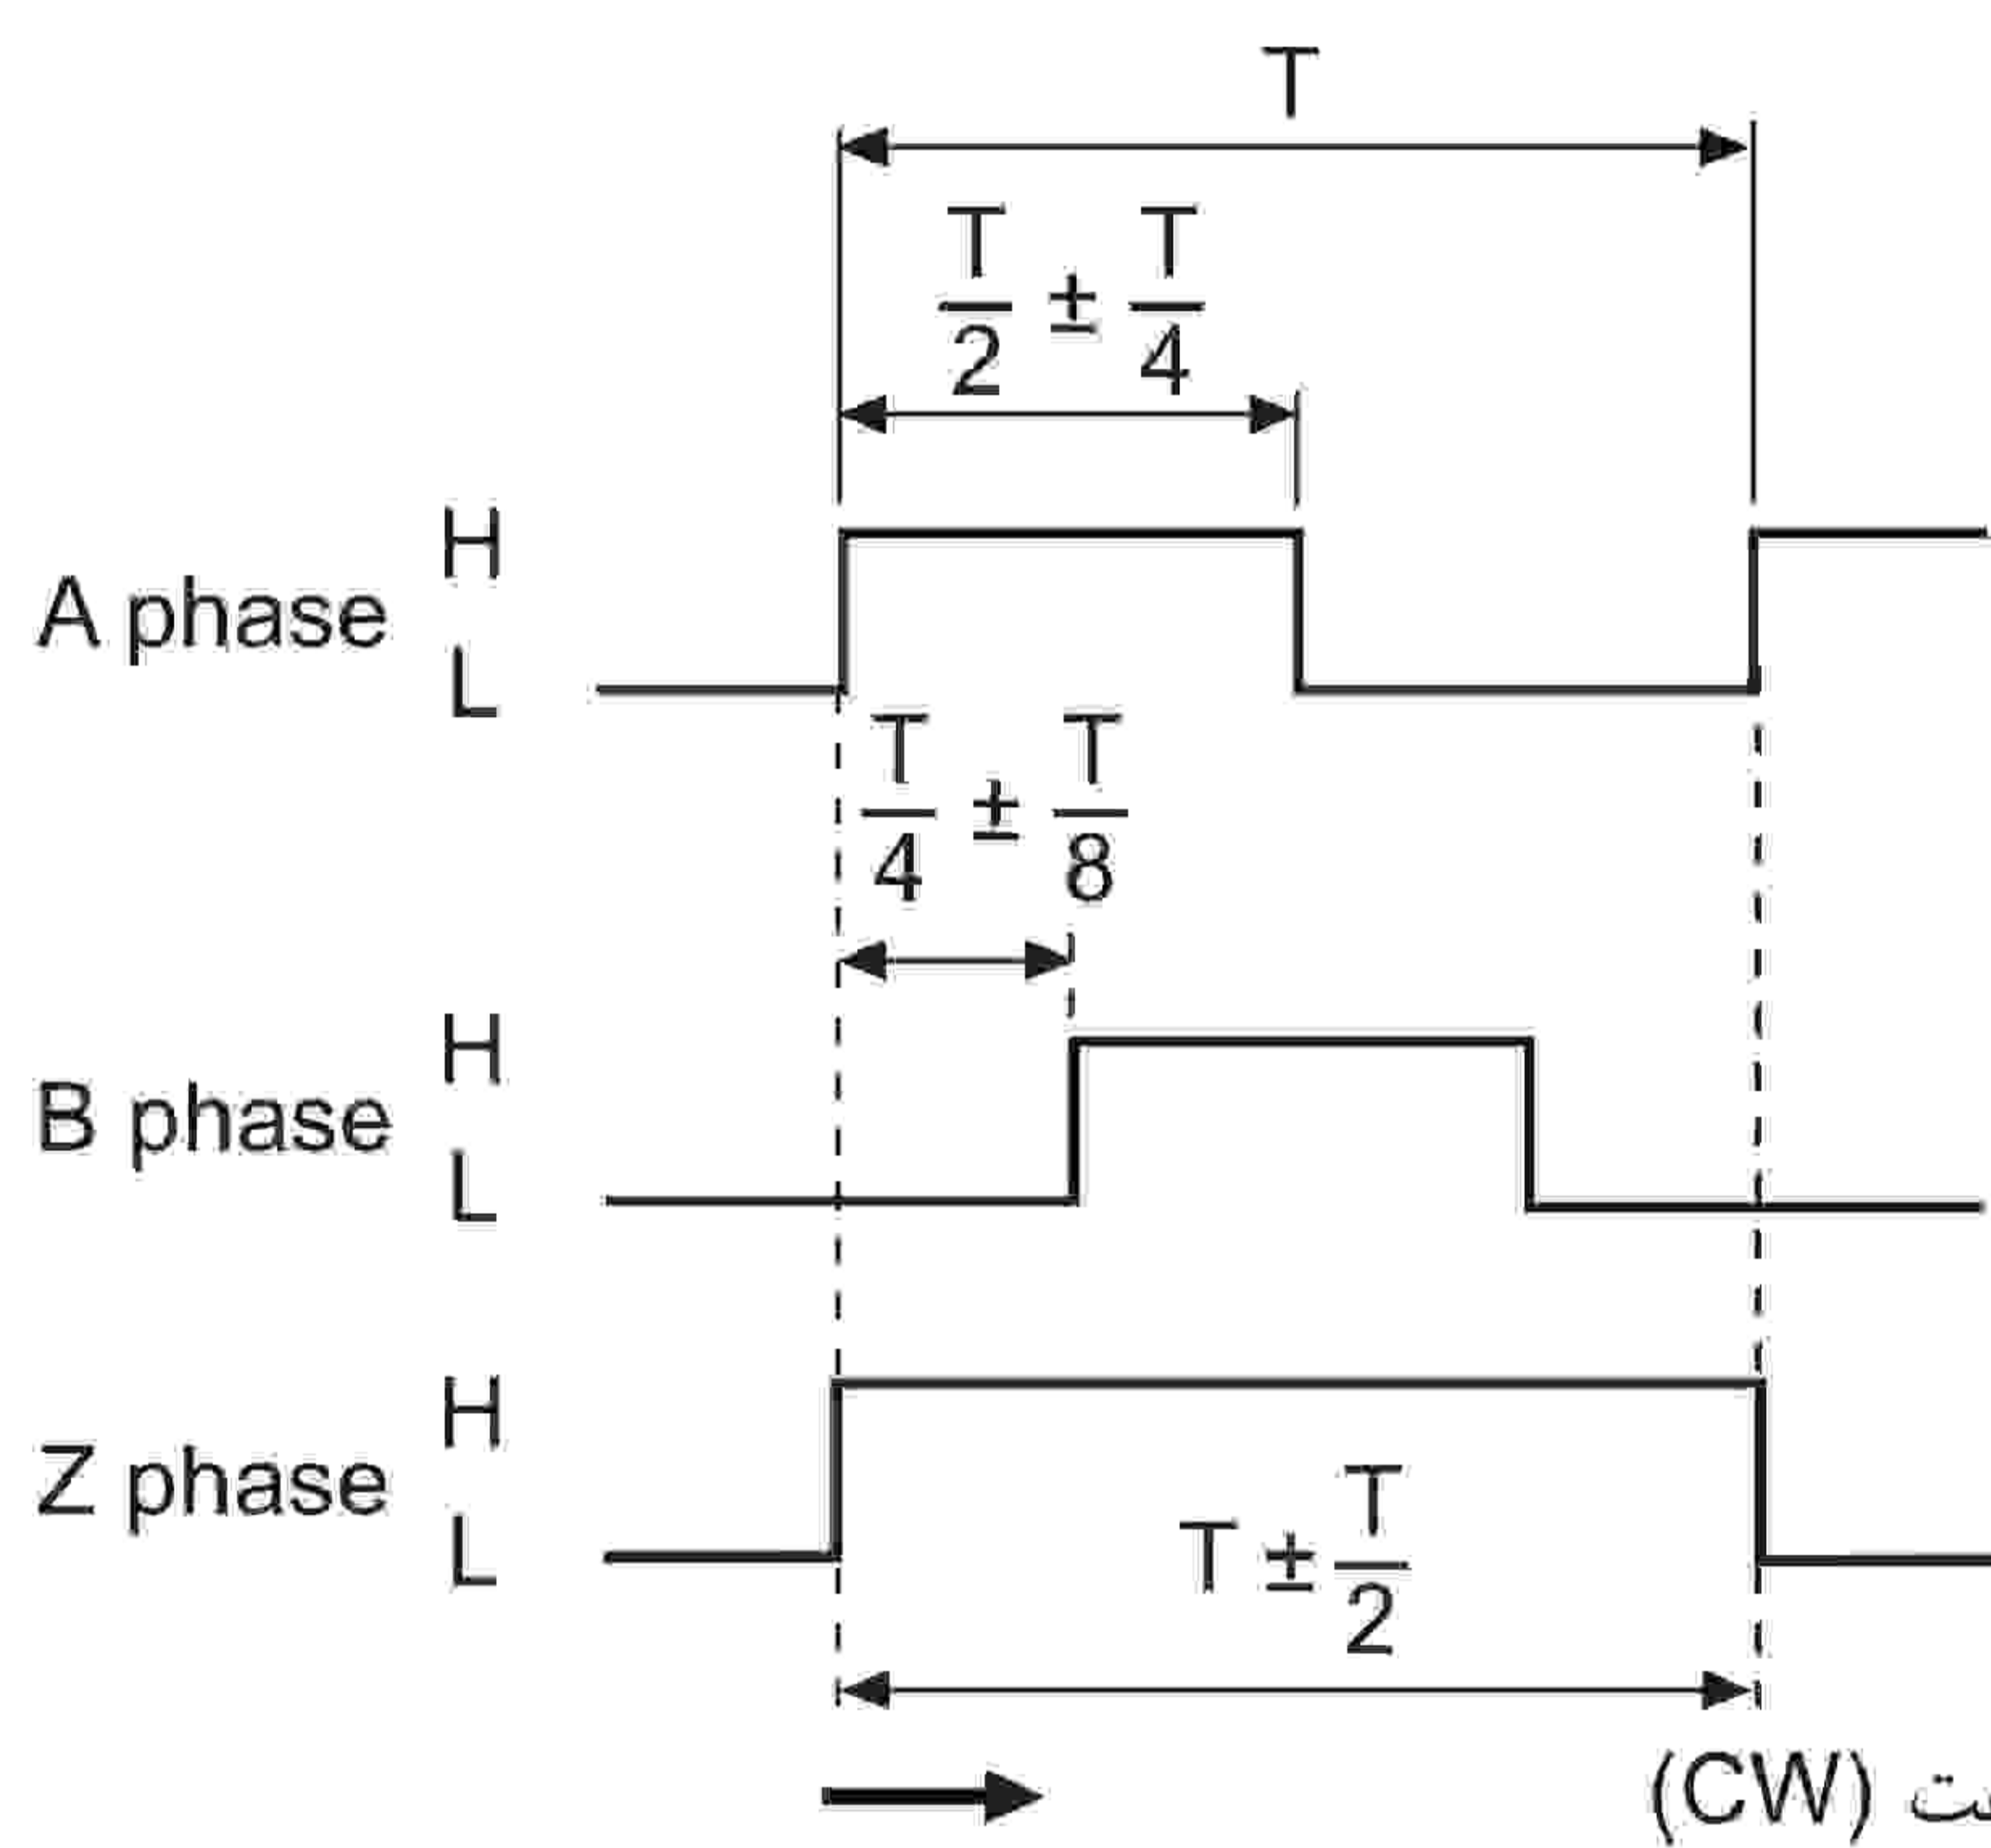 T
T/2 ± T/4
H
A phase
L
T/4 ± T/8
H
B phase
L
H
Z phase
L
T ± T/2
(CW)